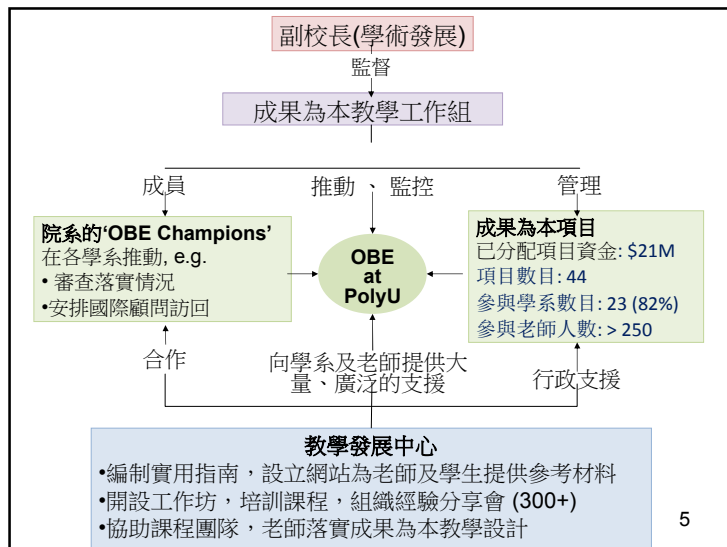 副校長(學術發展)
監督
成果為本教學工作組
成員
推動 、 監控
管理
院系的‘OBE Champions’
在各學系推動, e.g.
• 審查落實情況
•安排國際顧問訪回
OBE
at
PolyU
成果為本項目
已分配項目資金: $21M
項目數目: 44
參與學系數目: 23 (82%)
參與老師人數: > 250
合作
向學系及老師提供大
量、廣泛的支援
行政支援
教學發展中心
•編制實用指南，設立網站為老師及學生提供參考材料
•開設工作坊，培訓課程，組織經驗分享會 (300+)
•協助課程團隊，老師落實成果為本教學設計
5